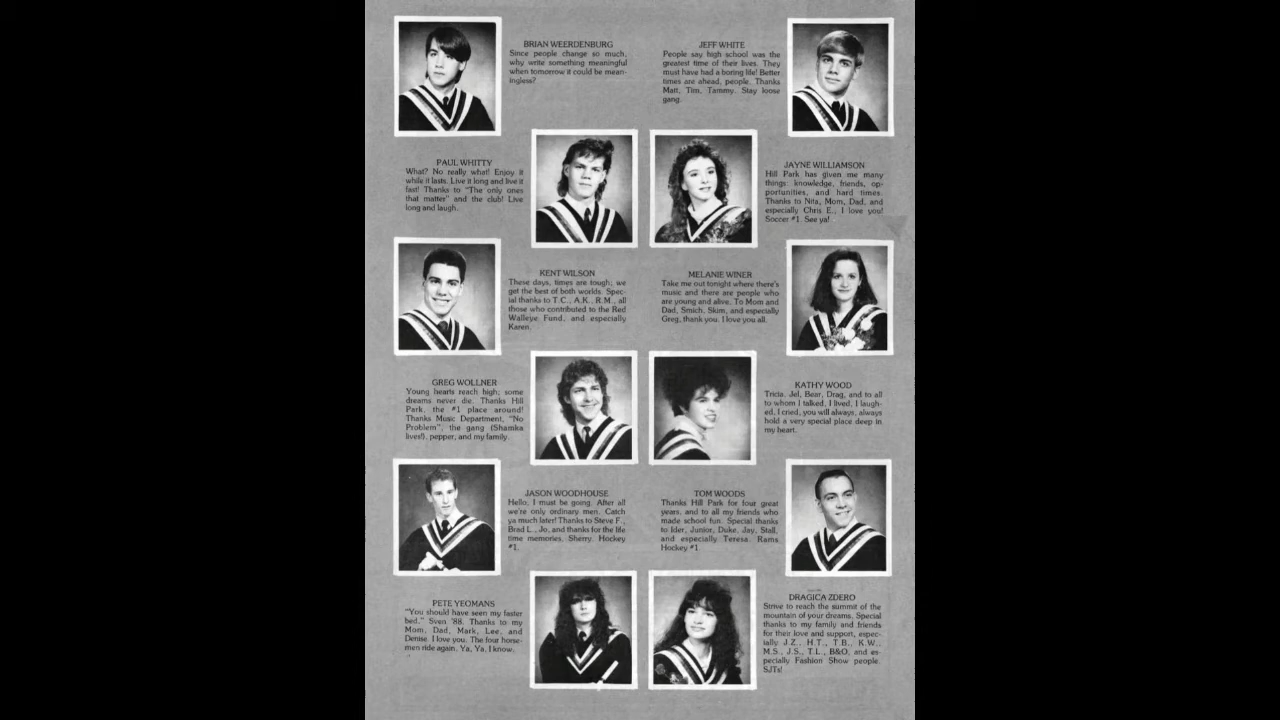 BRIAN WEERDENBURG
Since people change so much,
why write something meaningful
when tomorrow it could be mean-
ingless?
JEFF WHITE
People say high school was the
greatest time of their lives. They
must have had a boring life! Better
times are ahead, people. Thanks
Matt, Tim, Tammy. Stay loose
gang.
PAUL WHITTY
What? No really what! Enjoy it
while it lasts. Live it long and live it
fast! Thanks to "The only ones
that matter" and the club! Live
long and laugh.
JAYNE WILLIAMSON
Hill Park has given me many
things: knowledge, friends, op-
portunities, and hard times.
Thanks to Nita, Mom, Dad, and
especially Chris E., I love you!
Soccer #1. See ya!
KENT WILSON
These days, times are tough; we
get the best of both worlds. Spec-
ial thanks to T.C., A.K., R.M., all
those who contributed to the Red
Walleye Fund, and especially
Karen.
MELANIE WINER
Take me out tonight where there's
music and there are people who
are young and alive. To Mom and
Dad, Smich, Skim, and especially
Greg, thank you. I love you all.
GREG WOLLNER
Young hearts reach high; some
dreams never die. Thanks Hill
Park, the #1 place around!
Thanks Music Department, "No
Problem", the gang (Shamka
lives!), pepper, and my family.
KATHY WOOD
Tricia, Jel, Bear, Drag, and to all
to whom I talked, I lived, I laugh-
ed, I cried, you will always, always
hold a very special place deep in
my heart.
JASON WOODHOUSE
Hello, I must be going. After all
we're only ordinary men. Catch
ya much later! Thanks to Steve F.,
Brad L., Jo, and thanks for the life
time memories, Sherry. Hockey
#1.
TOM WOODS
Thanks Hill Park for four great
years, and to all my friends who
made school fun. Special thanks
to Ider, Junior, Duke, Jay, Stall,
and especially Teresa. Rams
Hockey #1.
PETE YEOMANS
"You should have seen my faster
bed." Sven '88. Thanks to my
Mom, Dad, Mark, Lee, and
Denise. I love you. The four horse-
men ride again. Ya, Ya, I know.
DRAGICA ZDERO
Strive to reach the summit of the
mountain of your dreams. Special
thanks to my family and friends
for their love and support, espec-
ially J.Z., H.T., T.B., K.W.,
M.S., J.S., T.L., B&O, and es-
pecially Fashion Show people.
SJTs!